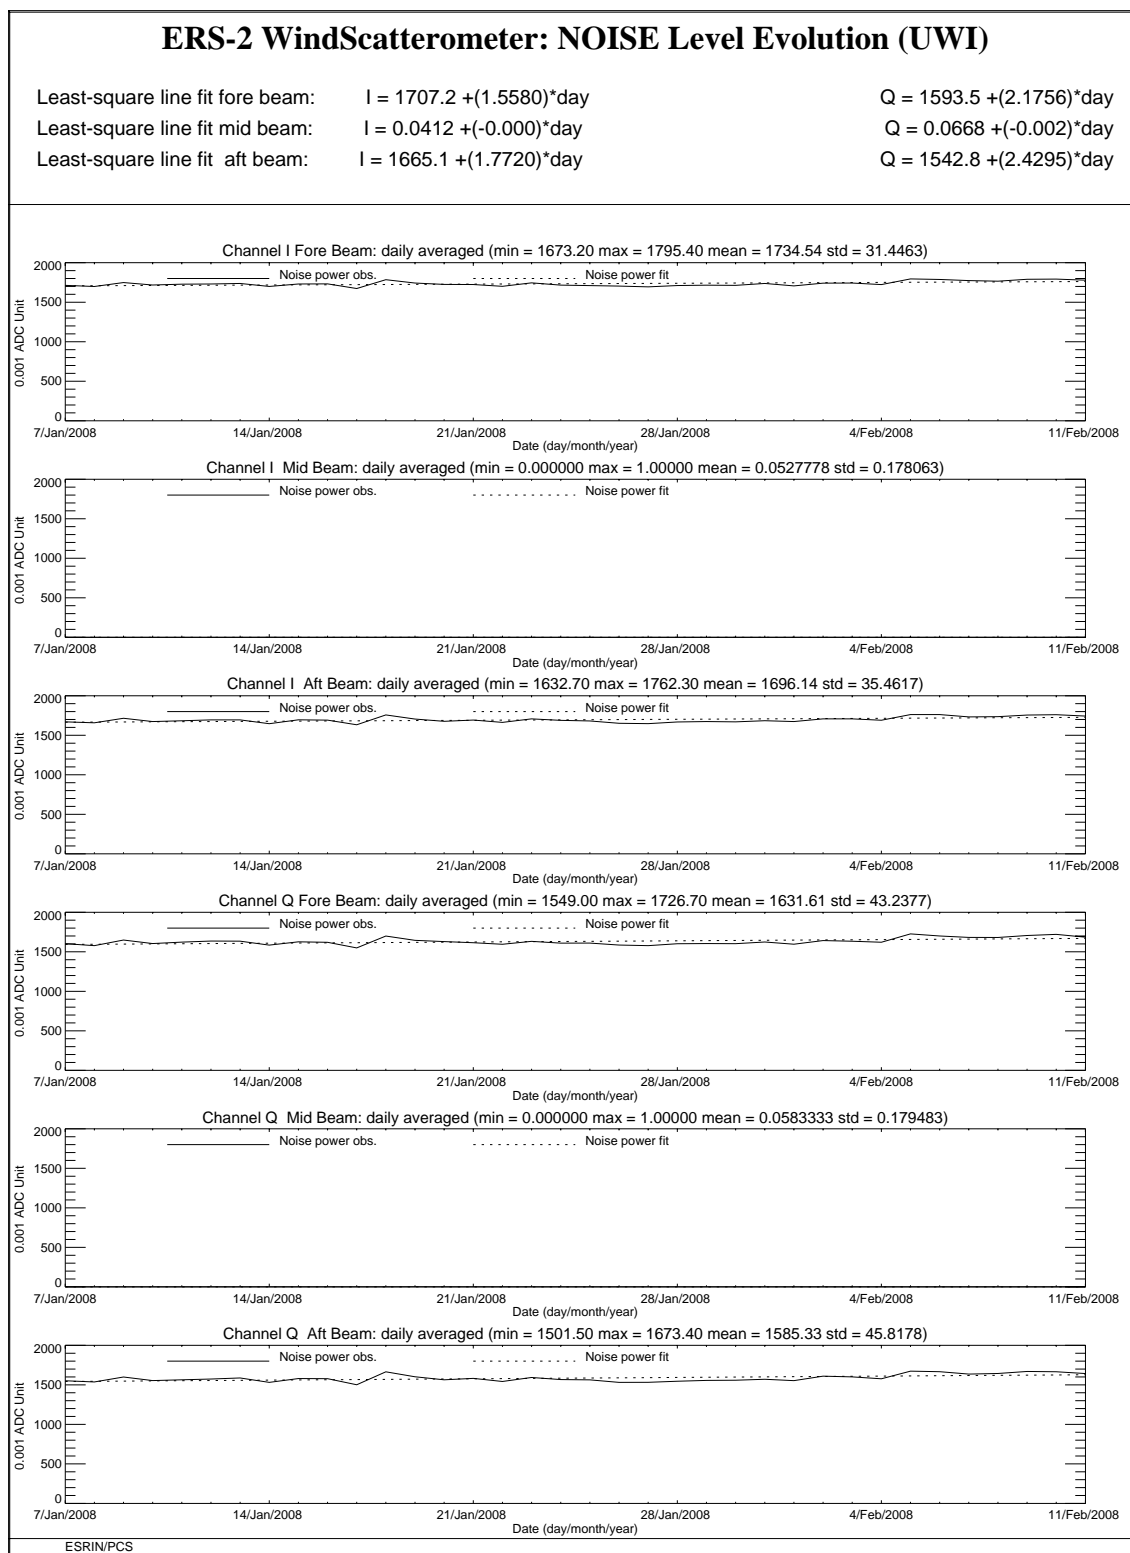 ERS-2 WindScatterometer: NOISE Level Evolution (UWI)
Least-square line fit fore beam: I = 1707.2 +(1.5580)*day Q = 1593.5 +(2.1756)*day
Least-square line fit mid beam: I = 0.0412 +(-0.000)*day Q = 0.0668 +(-0.002)*day
Least-square line fit aft beam: I = 1665.1 +(1.7720)*day Q = 1542.8 +(2.4295)*day
Channel I Fore Beam: daily averaged (min = 1673.20 max = 1795.40 mean = 1734.54 std = 31.4463)
Noise power obs. Noise power fit
2000
1500
1000
500
0
0.001 ADC Unit
7/Jan/2008 14/Jan/2008 21/Jan/2008 28/Jan/2008 4/Feb/2008 11/Feb/2008
Date (day/month/year)
Channel I Mid Beam: daily averaged (min = 0.000000 max = 1.00000 mean = 0.0527778 std = 0.178063)
Noise power obs. Noise power fit
2000
1500
1000
500
0
0.001 ADC Unit
7/Jan/2008 14/Jan/2008 21/Jan/2008 28/Jan/2008 4/Feb/2008 11/Feb/2008
Date (day/month/year)
Channel I Aft Beam: daily averaged (min = 1632.70 max = 1762.30 mean = 1696.14 std = 35.4617)
Noise power obs. Noise power fit
2000
1500
1000
500
0
0.001 ADC Unit
7/Jan/2008 14/Jan/2008 21/Jan/2008 28/Jan/2008 4/Feb/2008 11/Feb/2008
Date (day/month/year)
Channel Q Fore Beam: daily averaged (min = 1549.00 max = 1726.70 mean = 1631.61 std = 43.2377)
Noise power obs. Noise power fit
2000
1500
1000
500
0
0.001 ADC Unit
7/Jan/2008 14/Jan/2008 21/Jan/2008 28/Jan/2008 4/Feb/2008 11/Feb/2008
Date (day/month/year)
Channel Q Mid Beam: daily averaged (min = 0.000000 max = 1.00000 mean = 0.0583333 std = 0.179483)
Noise power obs. Noise power fit
2000
1500
1000
500
0
0.001 ADC Unit
7/Jan/2008 14/Jan/2008 21/Jan/2008 28/Jan/2008 4/Feb/2008 11/Feb/2008
Date (day/month/year)
Channel Q Aft Beam: daily averaged (min = 1501.50 max = 1673.40 mean = 1585.33 std = 45.8178)
Noise power obs. Noise power fit
2000
1500
1000
500
0
0.001 ADC Unit
7/Jan/2008 14/Jan/2008 21/Jan/2008 28/Jan/2008 4/Feb/2008 11/Feb/2008
Date (day/month/year)
ESRIN/PCS